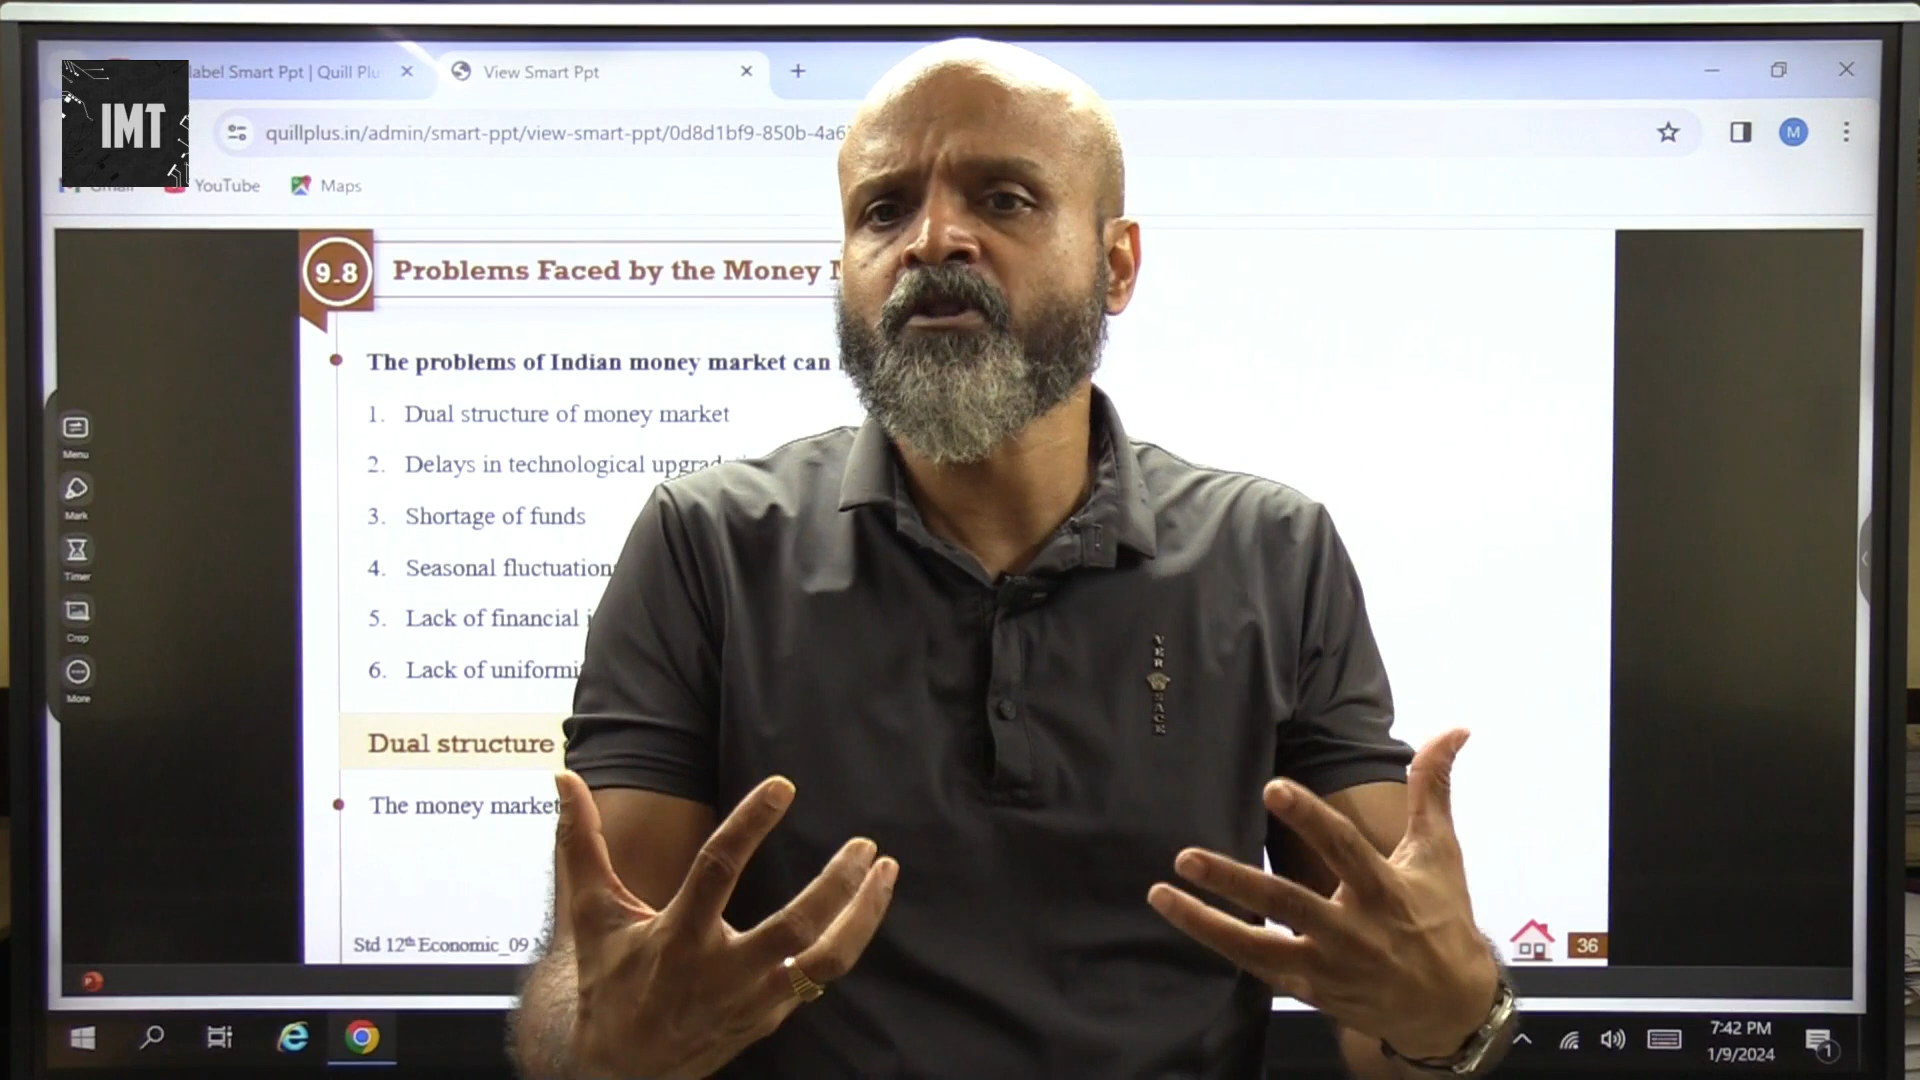 label Smart Ppt | Quill Plu
View Smart Ppt
IMT
quillplus.in/admin/smart-ppt/view-smart-ppt/0d8d1bf9-850b-4a6
M
Gmail
YouTube
Maps
9.8
Problems Faced by the Money
The problems of Indian money market can
1. Dual structure of money market
2. Delays in technological
3. Shortage of funds
4. Seasonal fluctuation
5. Lack of financial
6. Lack of
Dual structure
The money market
Std 12th Economic_09
36
Menu
Mark
Timer
Crop
More
VERSACE
7:42 PM
1/9/2024
1